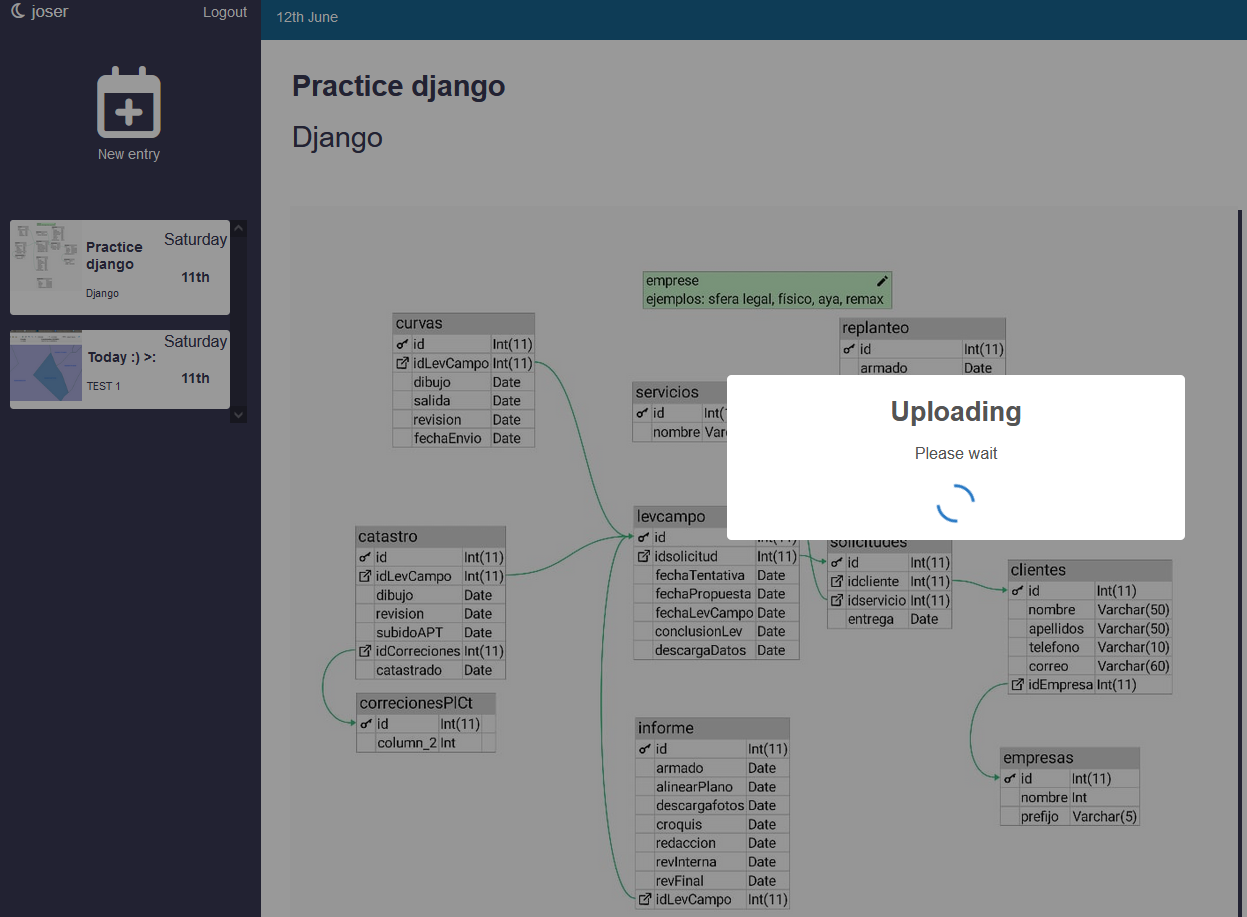 joser
Logout
12th June
New entry
Practice django
Django
Saturday
11th
Practice
django
Django
Saturday
11th
Today :) >:
TEST 1
emprese
ejemplos: sfera legal, fisico, aya, remax
curvas
id Int(11)
idLevCampo Int(11)
dibujo Date
salida Date
revision Date
fechaEnvio Date
replanteo
id Int(11)
armado Date
servicios
id
nombre
Uploading
Please wait
levcampo
id Int(11)
idsolicitud Int(11)
fechaTentativa Date
fechaPropuesta Date
fechaLevCampo Date
conclusionLev Date
descargaDatos Date
catastro
id Int(11)
idLevCampo Int(11)
dibujo Date
revision Date
subidoAPT Date
idCorreciones Int(11)
catastrado Date
solicitudes
id Int(11)
idcliente Int(11)
idservicio Int(11)
entrega Date
clientes
id Int(11)
nombre Varchar(50)
apellidos Varchar(50)
telefono Varchar(10)
correo Varchar(60)
idEmpresa Int(11)
correcionesPlCt
id Int(11)
column_2 Int
informe
id Int(11)
armado Date
alinearPlano Date
descargafotos Date
croquis Date
redaccion Date
revInterna Date
revFinal Date
idLevCampo Int(11)
empresas
id Int(11)
nombre Int
prefijo Varchar(5)